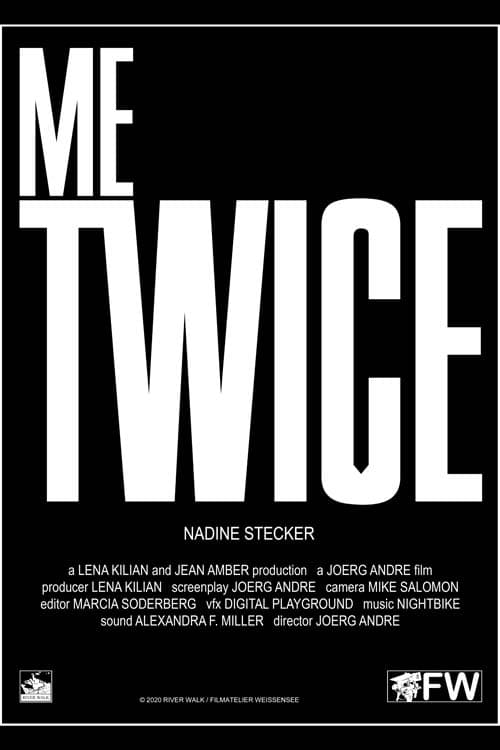 ME
TWICE
NADINE STECKER
a LENA KILIAN and JEAN AMBER production a JOERG ANDRE film
producer LENA KILIAN screenplay JOERG ANDRE camera MIKE SALOMON
editor MARCIA SODERBERG vfx DIGITAL PLAYGROUND music NIGHTBIKE
sound ALEXANDRA F. MILLER director JOERG ANDRE
RIVER WALK
© 2020 RIVER WALK / FILMATELIER WEISSENSEE
FW